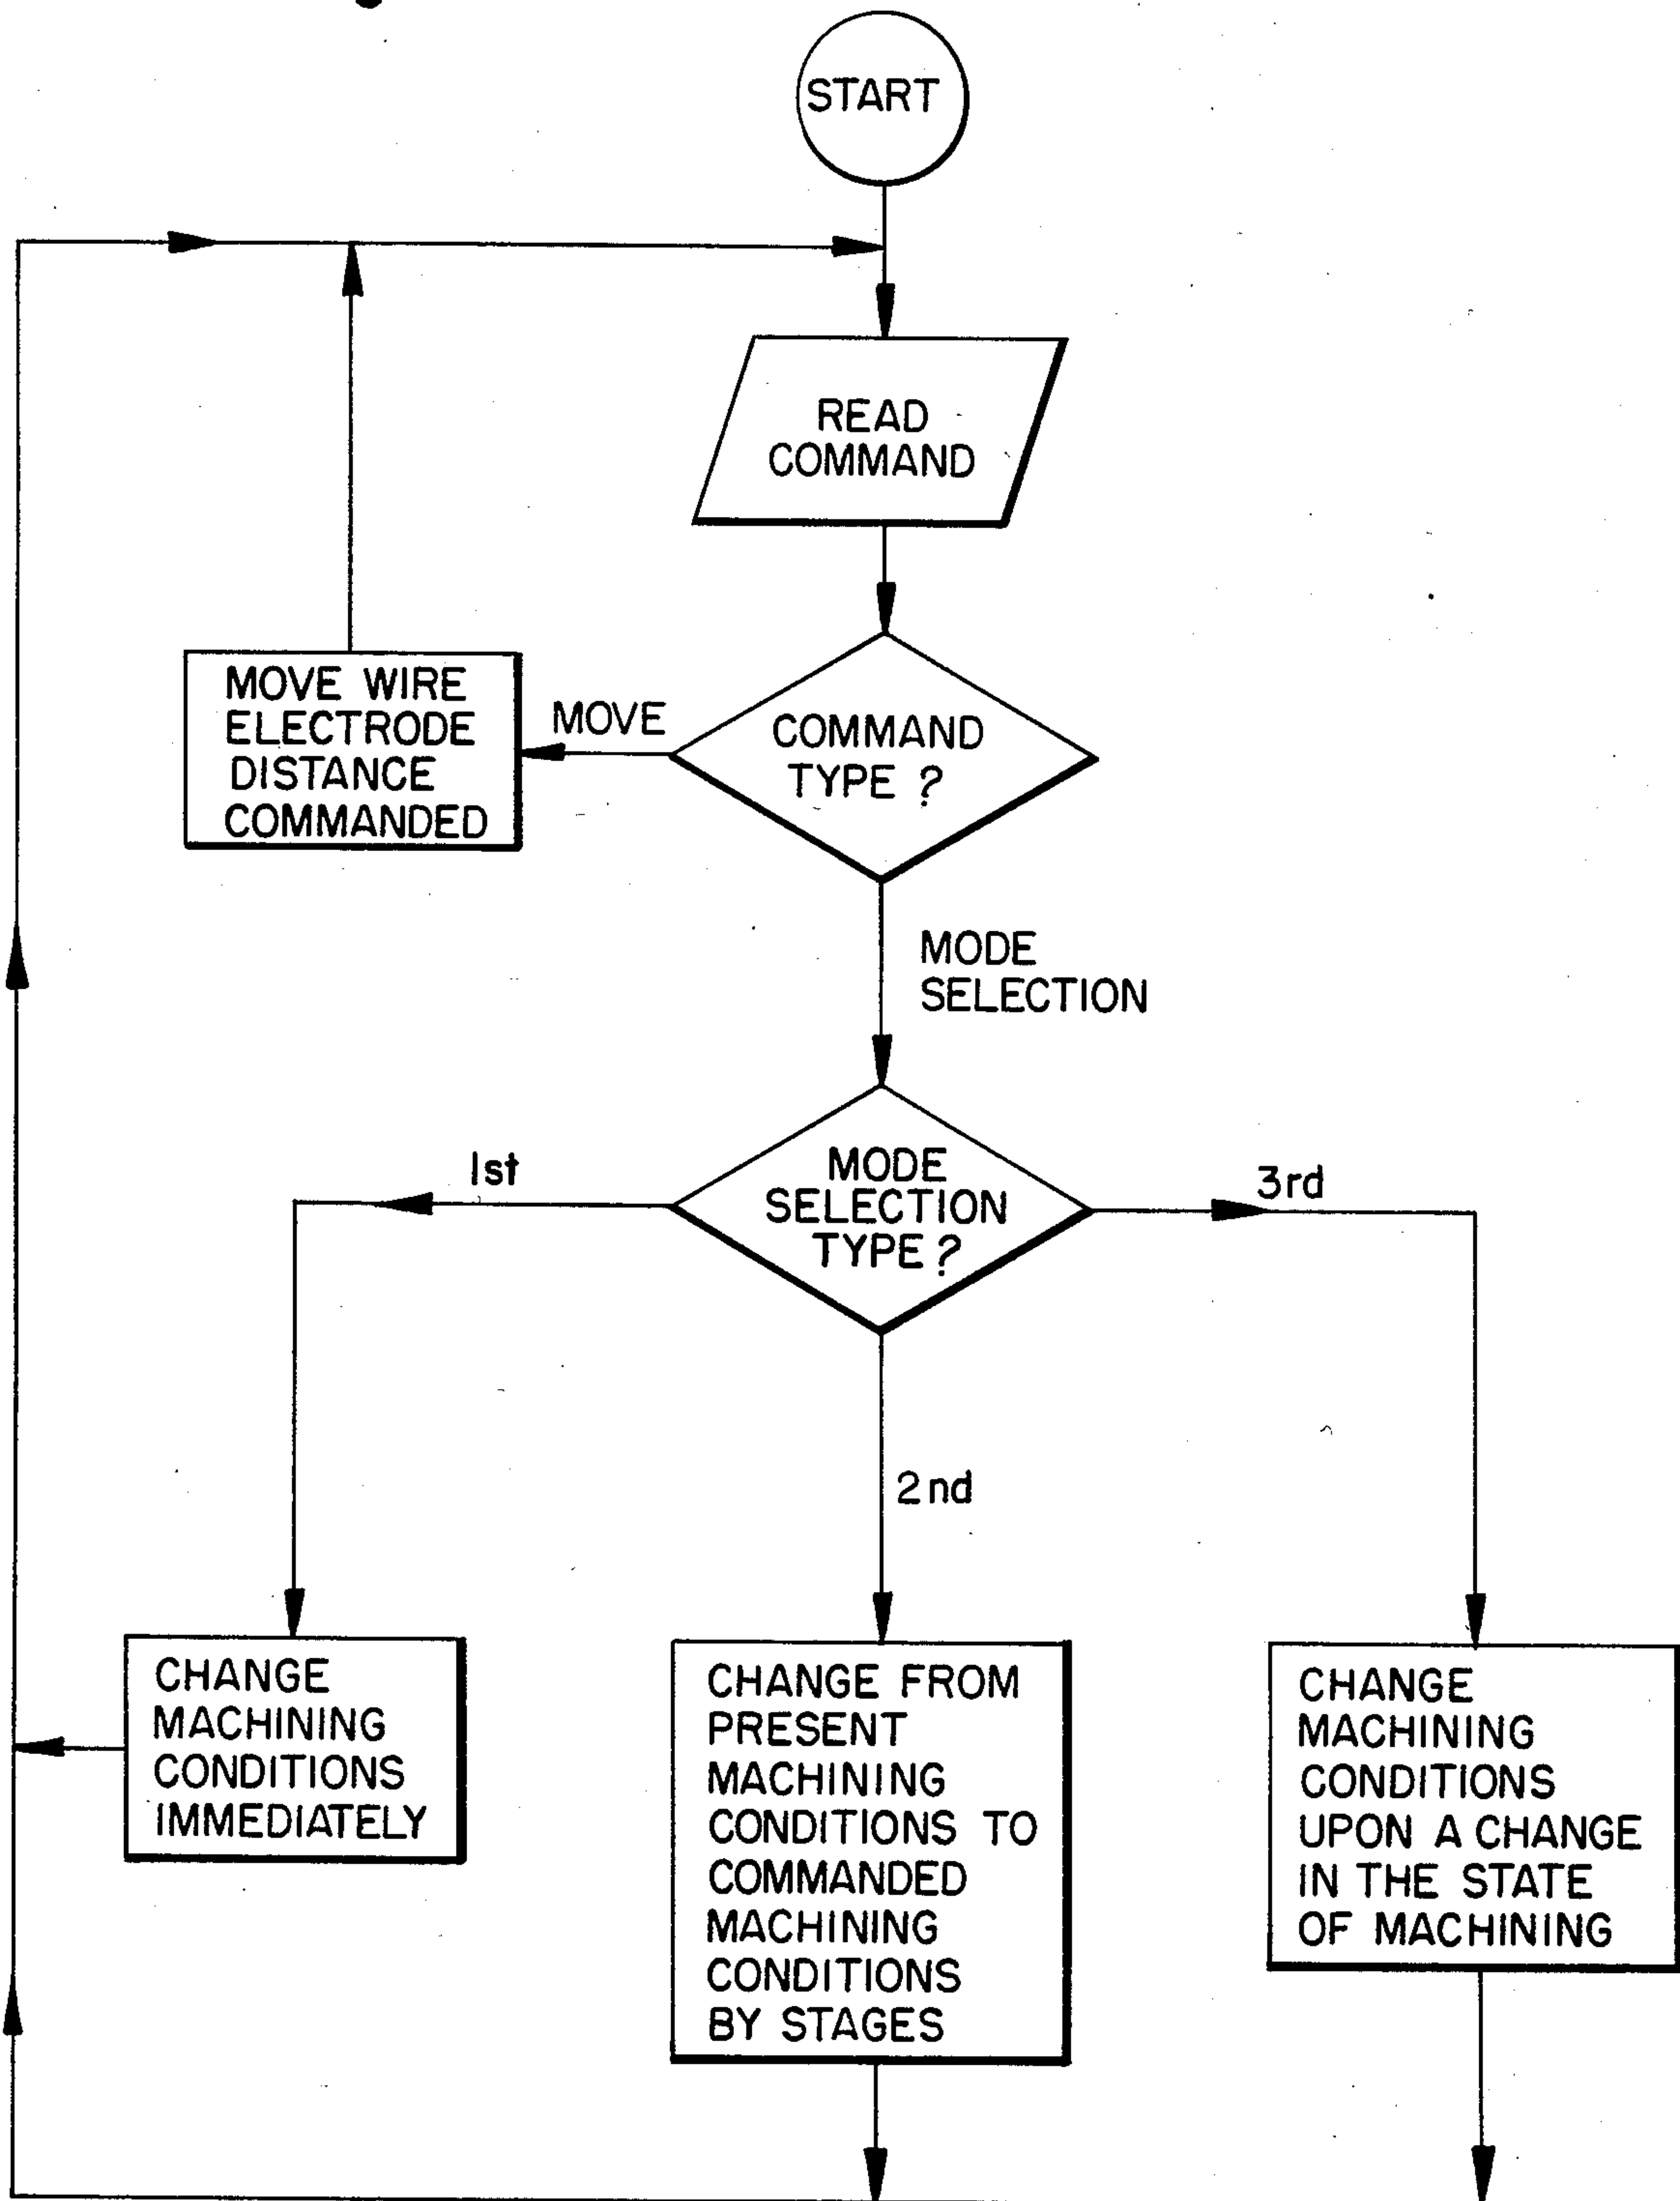 START
READ
COMMAND
MOVE WIRE
ELECTRODE
DISTANCE
COMMANDED
MOVE
COMMAND
TYPE ?
MODE
SELECTION
1st
MODE
SELECTION
TYPE ?
3rd
2nd
CHANGE
MACHINING
CONDITIONS
IMMEDIATELY
CHANGE FROM
PRESENT
MACHINING
CONDITIONS TO
COMMANDED
MACHINING
CONDITIONS
BY STAGES
CHANGE
MACHINING
CONDITIONS
UPON A CHANGE
IN THE STATE
OF MACHINING